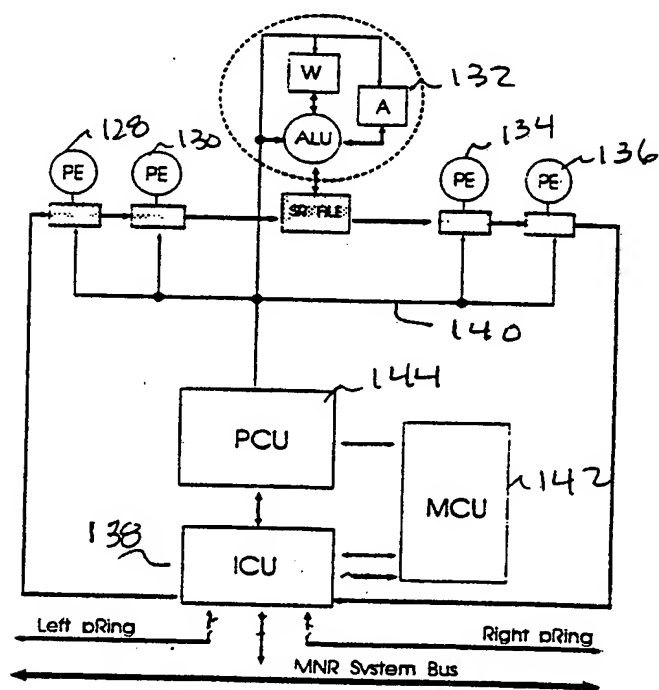 W
132
A
128
130
ALU
134
136
PE
PE
PE
PE
SR FILE
140
144
PCU
142
MCU
138
ICU
Left pRing
Right pRing
MNR System Bus